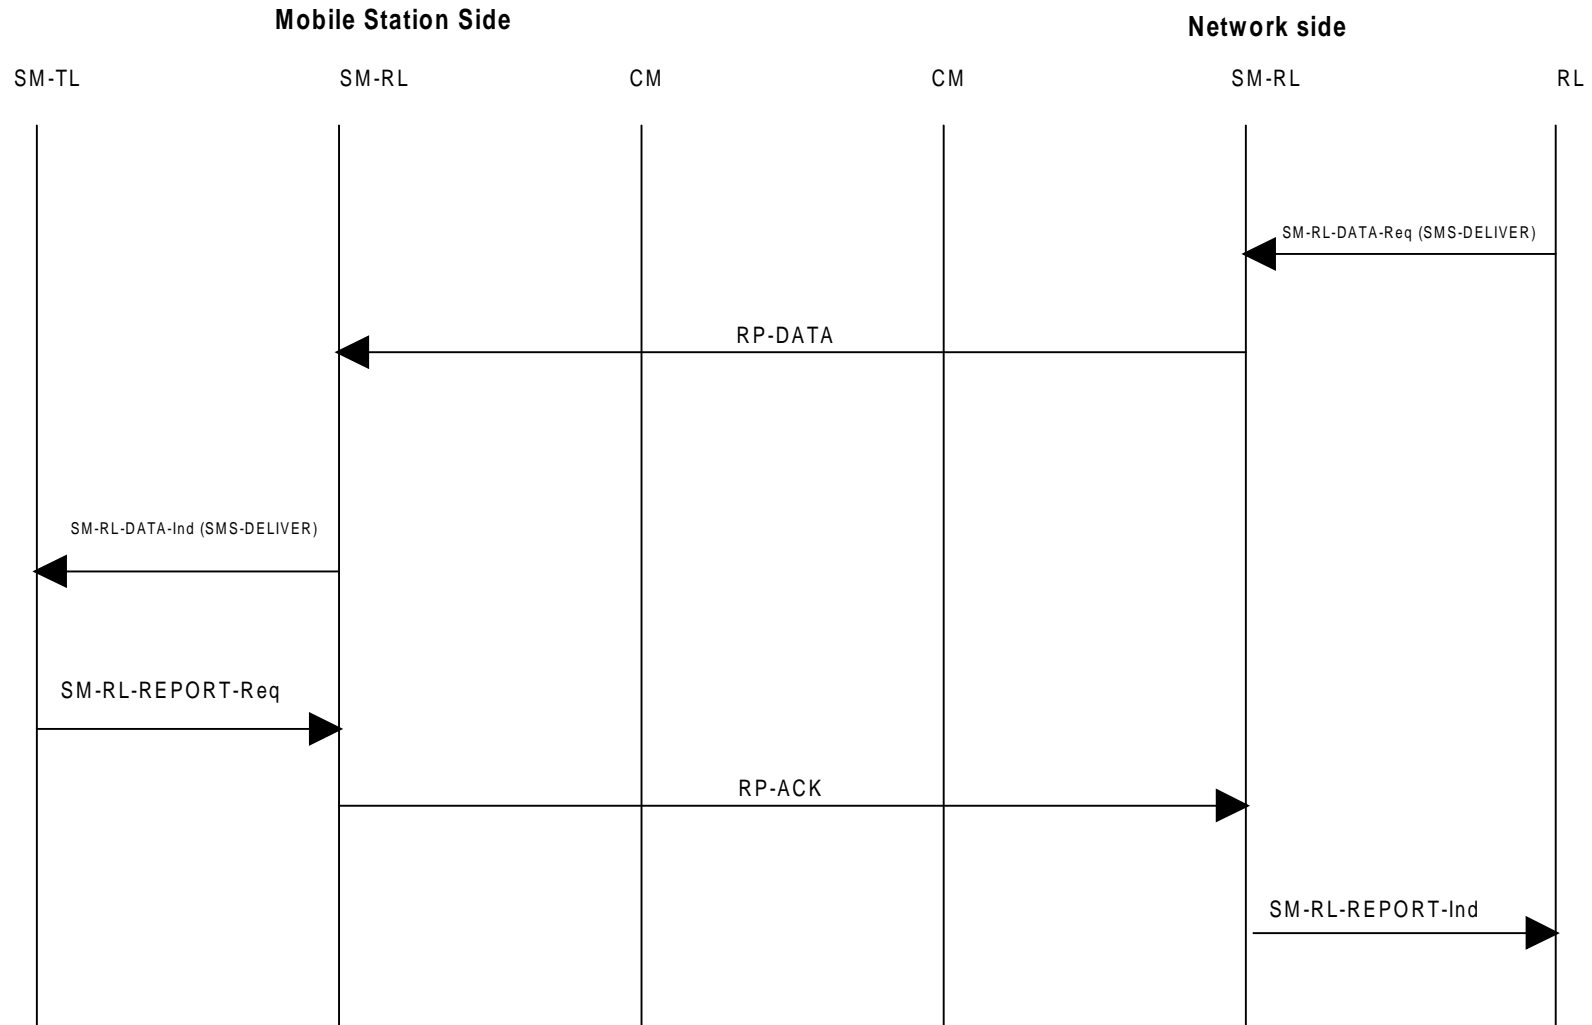 Mobile Station Side
Network side
SM-TL
SM-RL
CM
CM
SM-RL
RL
SM-RL-DATA-Req (SMS-DELIVER)
RP-DATA
SM-RL-DATA-Ind (SMS-DELIVER)
SM-RL-REPORT-Req
RP-ACK
SM-RL-REPORT-Ind